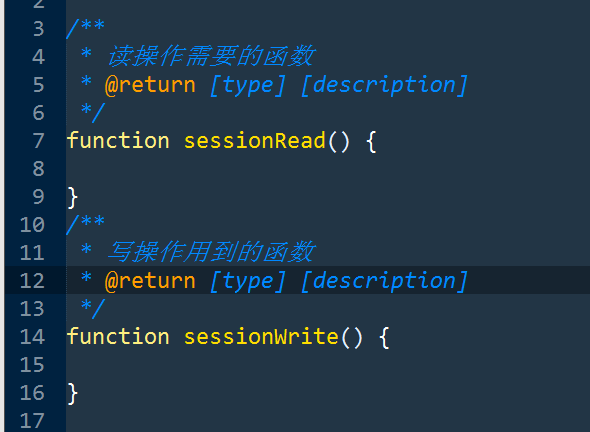 2
3 /**
4 * 读操作需要的函数
5 * @return [type] [description]
6 */
7 function sessionRead() {
8
9 }
10 /**
11 * 写操作用到的函数
12 * @return [type] [description]
13 */
14 function sessionWrite() {
15
16 }
17